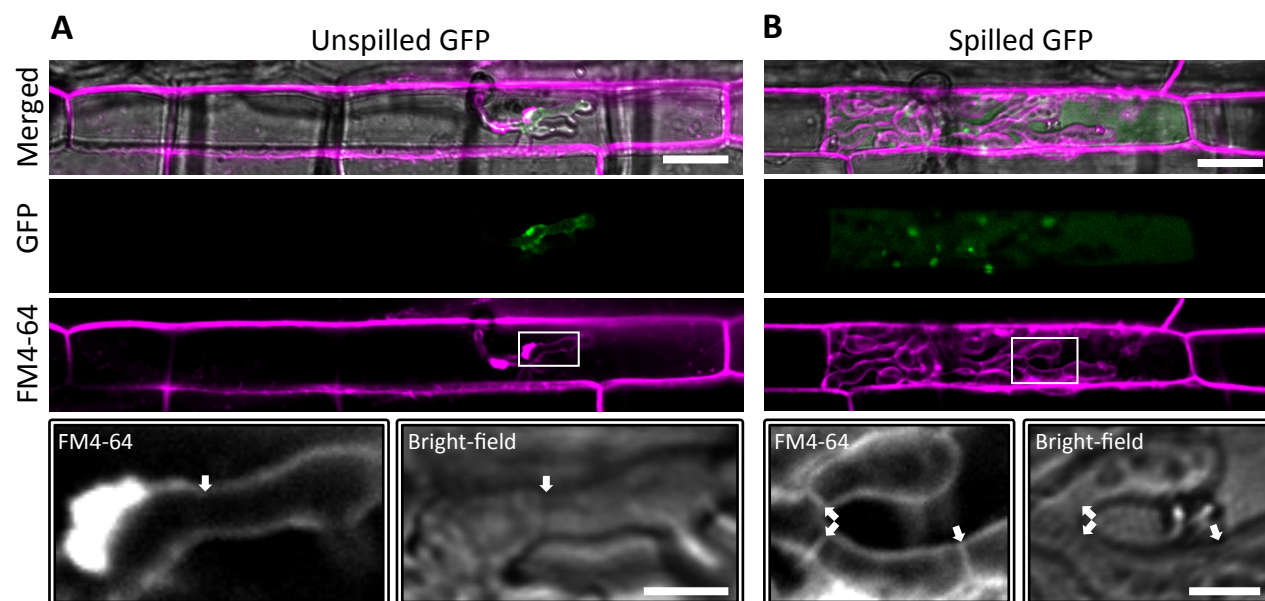 A
Unspilled GFP
B
Spilled GFP
Merged
GFP
FM4-64
FM4-64
Bright-field
FM4-64
Bright-field